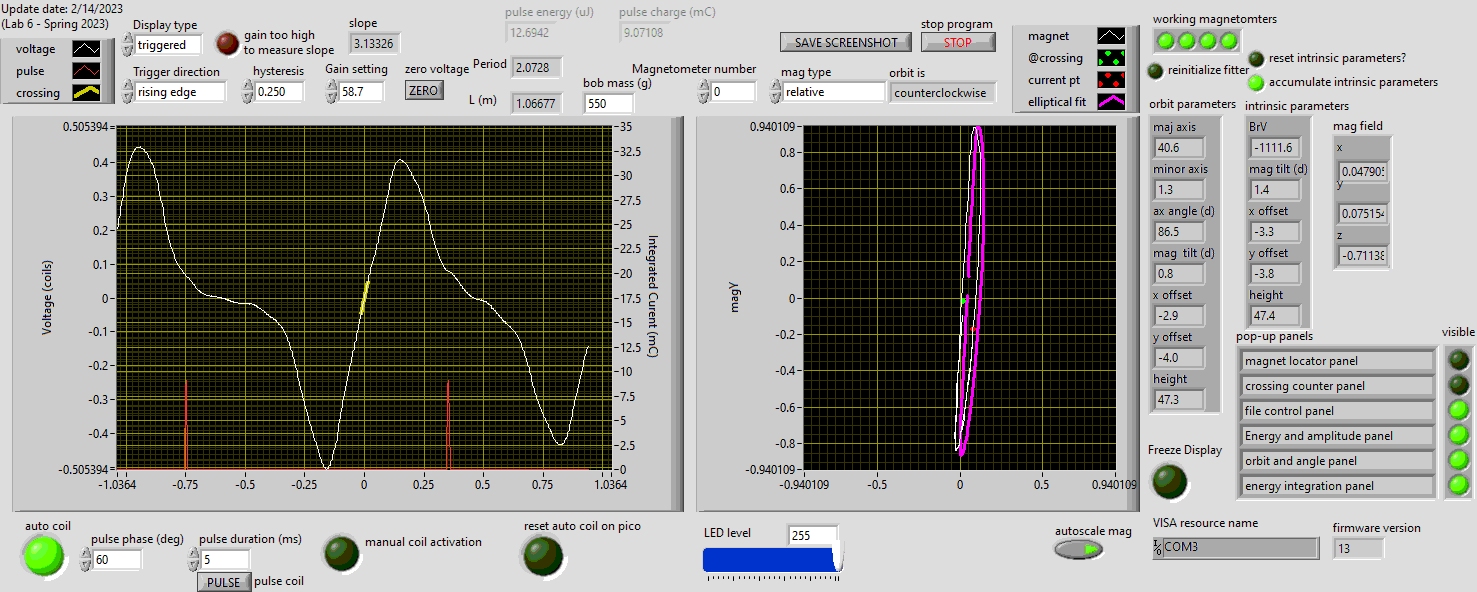 Update date: 2/14/2023
(Lab 6 - Spring 2023)
voltage
pulse
crossing
Display type
triggered
gain too high
to measure slope
slope
3.13326
pulse energy (uJ)
12.6942
pulse charge (mC)
9.07108
Trigger direction
rising edge
hysteresis
0.250
Gain setting
58.7
zero voltage
ZERO
Period
2.0728
L (m)
1.06677
bob mass (g)
550
SAVE SCREENSHOT
stop program
STOP
Magnetometer number
0
mag type
relative
orbit is
counterclockwise
magnet
@crossing
current pt
elliptical fit
working magnetomters
reinitialize fitter
reset intrinsic parameters?
accumulate intrinsic parameters
orbit parameters
maj axis
40.6
minor axis
1.3
ax angle (d)
86.5
mag tilt (d)
0.8
x offset
-2.9
y offset
-4.0
height
47.3
intrinsic parameters
BrV
-1111.6
mag tilt (d)
1.4
x offset
-3.3
y offset
-3.8
height
47.4
mag field
x
0.04790
y
0.07515
z
-0.7113
0.505394
0.4
0.3
0.2
0.1
0
-0.1
-0.2
-0.3
-0.4
-0.505394
Voltage (coils)
35
32.5
30
27.5
25
22.5
20
17.5
15
12.5
10
7.5
5
2.5
0
Integrated Curent (mC)
-1.0364
-0.75
-0.5
-0.25
0
0.25
0.5
0.75
1.0364
0.940109
0.8
0.6
0.4
0.2
0
-0.2
-0.4
-0.6
-0.8
-0.940109
magy
-0.940109
-0.5
0
0.5
0.940109
pop-up panels
visible
magnet locator panel
crossing counter panel
file control panel
Energy and amplitude panel
orbit and angle panel
energy integration panel
Freeze Display
auto coil
pulse phase (deg)
60
pulse duration (ms)
5
PULSE
pulse coil
manual coil activation
reset auto coil on pico
LED level
255
autoscale mag
VISA resource name
COM3
firmware version
13